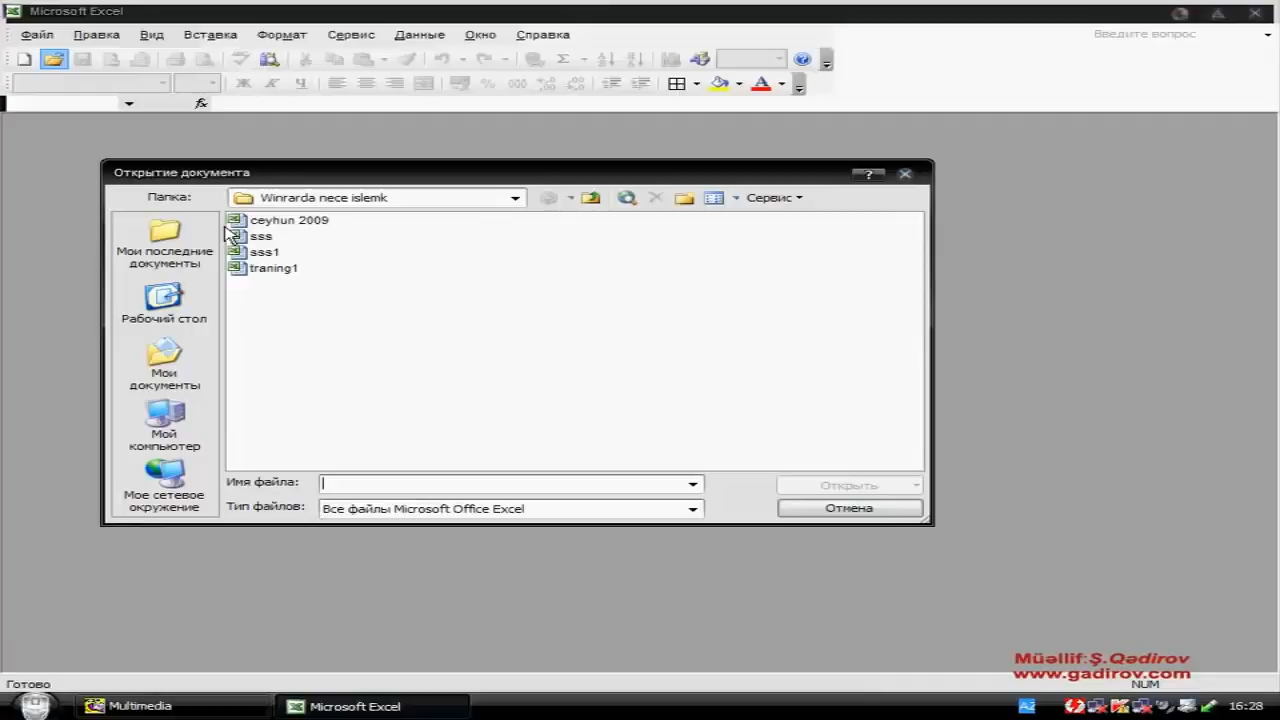 Microsoft Excel
Файл Правка Вид Вставка Формат Сервис Данные Окно Справка Введите вопрос
Ж К Ч % 000
fx
Открытие документа
Папка: Winrarda nece islemk Сервис
ceyhun 2009
sss
sss1
traning1
Мои последние
документы
Рабочий стол
Мои
документы
Мой
компьютер
Мое сетевое
окружение
Имя файла: Открыть
Тип файлов: Все файлы Microsoft Office Excel Отмена
Müəllif:Ş.Qədirov
www.gadirov.com
Готово NUM
Multimedia Microsoft Excel AZ 16:28